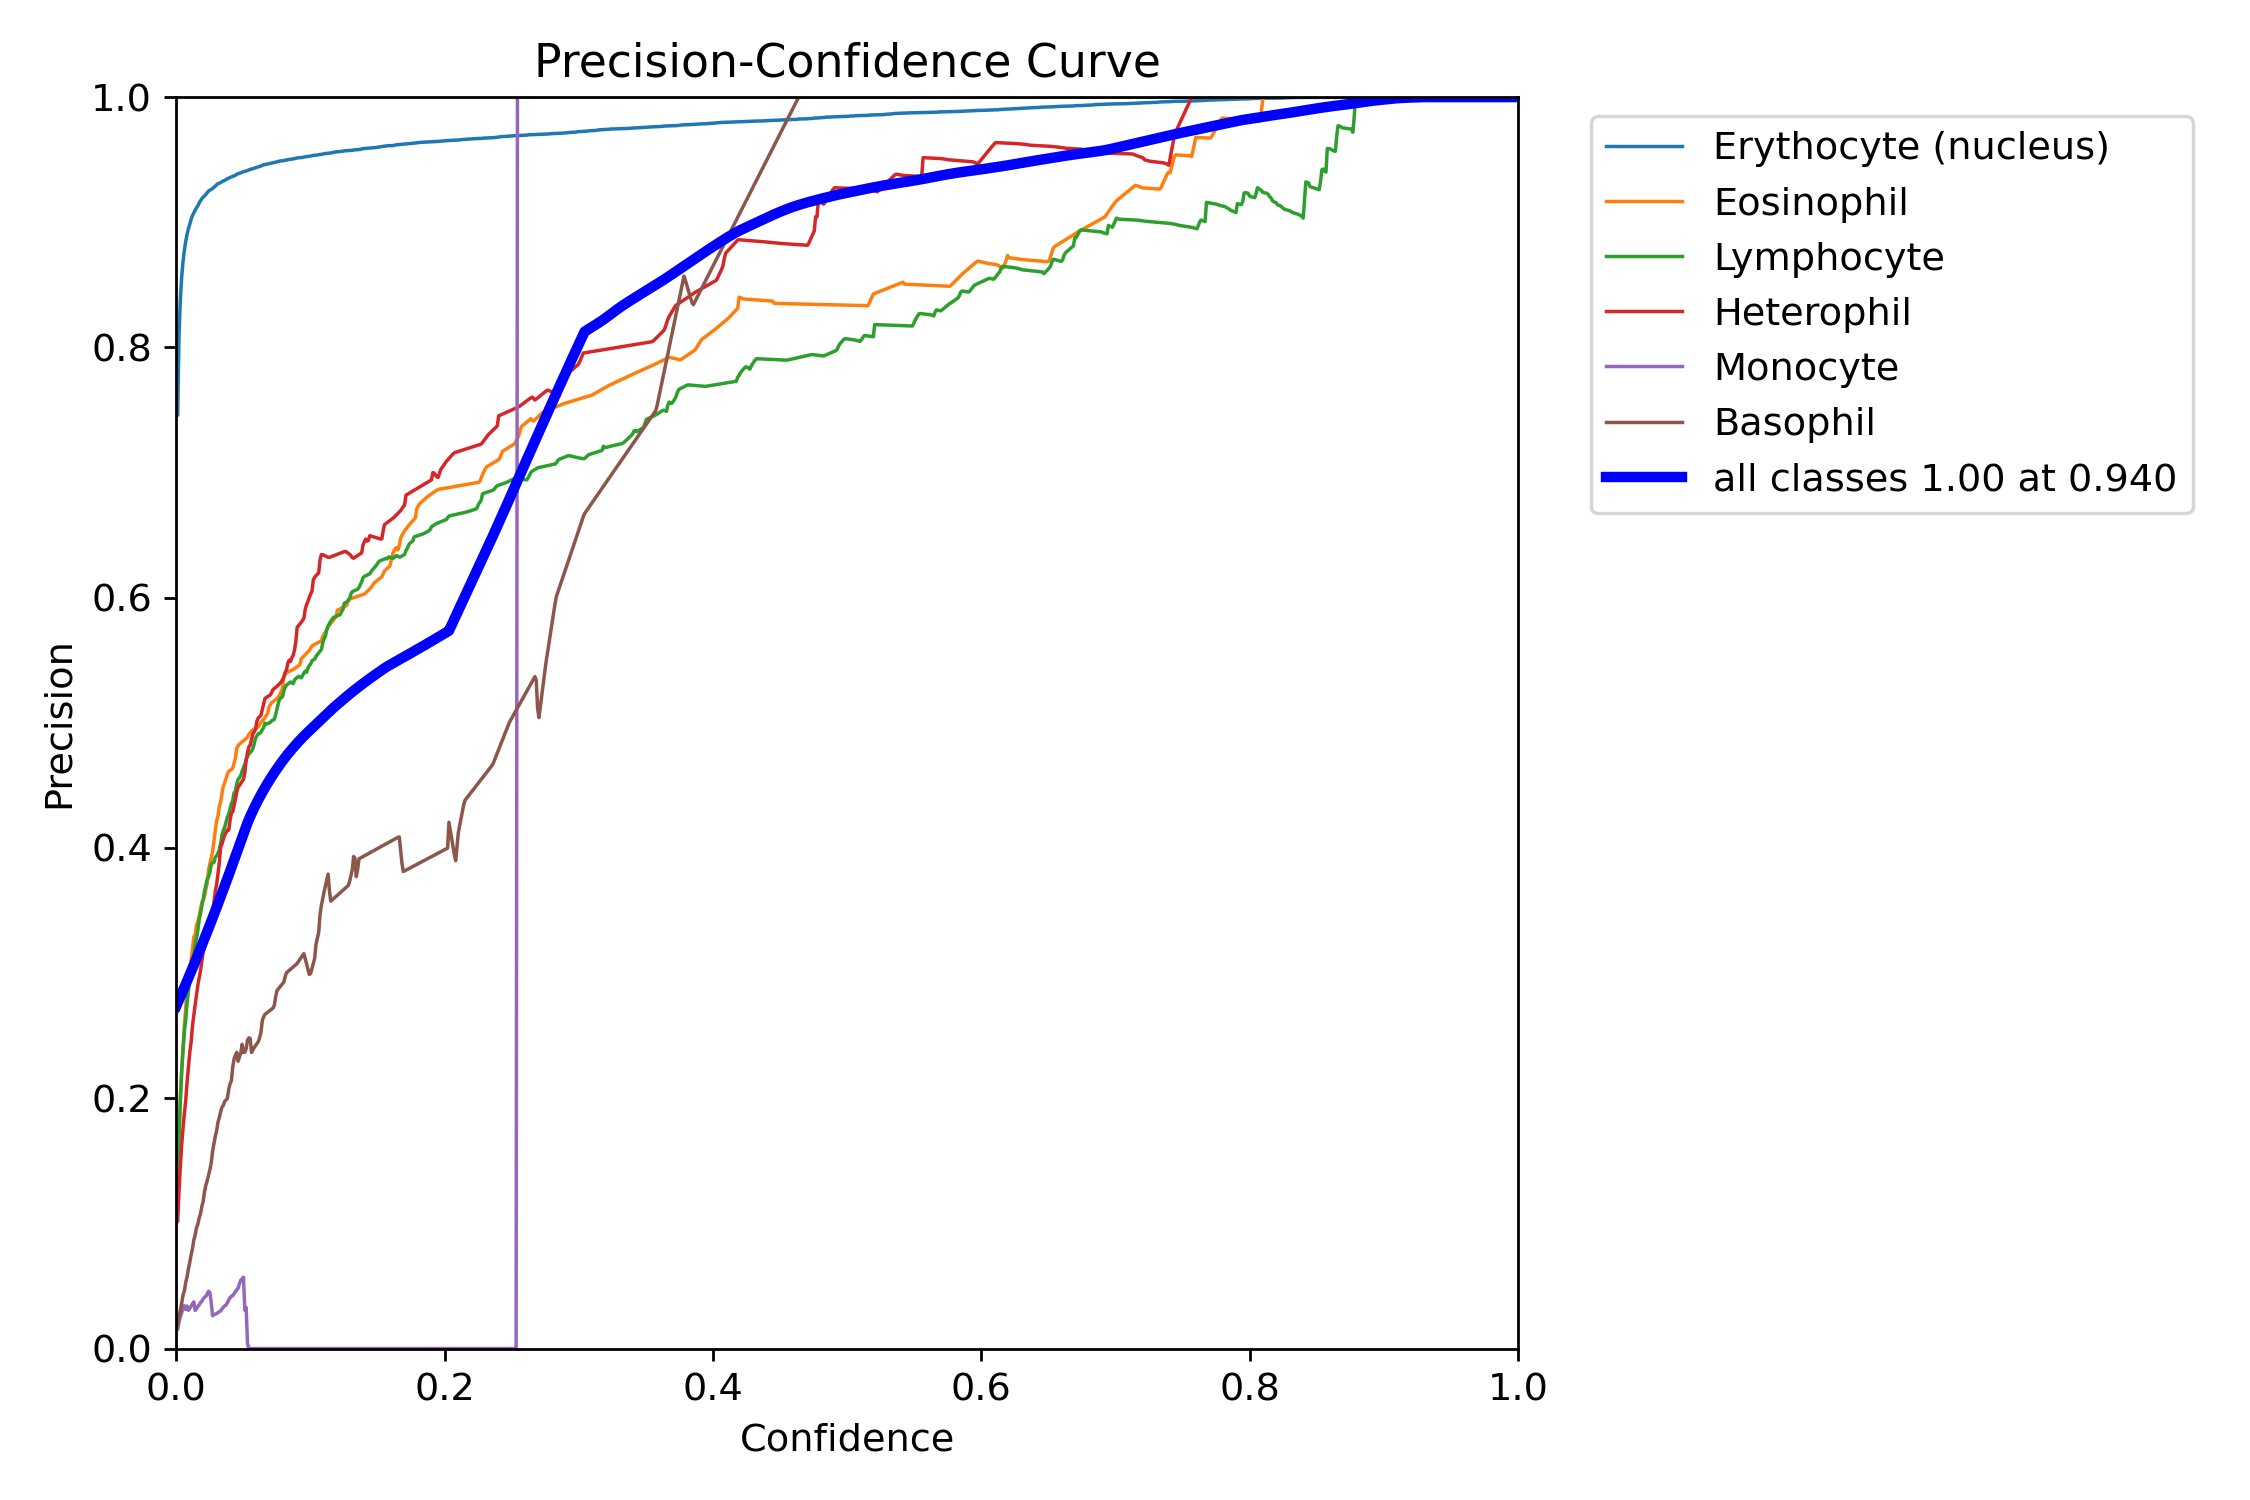 Precision-Confidence Curve
1.0
0.8
0.6
0.4
0.2
0.0
Precision
0.0 0.2 0.4 0.6 0.8 1.0
Confidence
Erythocyte (nucleus)
Eosinophil
Lymphocyte
Heterophil
Monocyte
Basophil
all classes 1.00 at 0.940